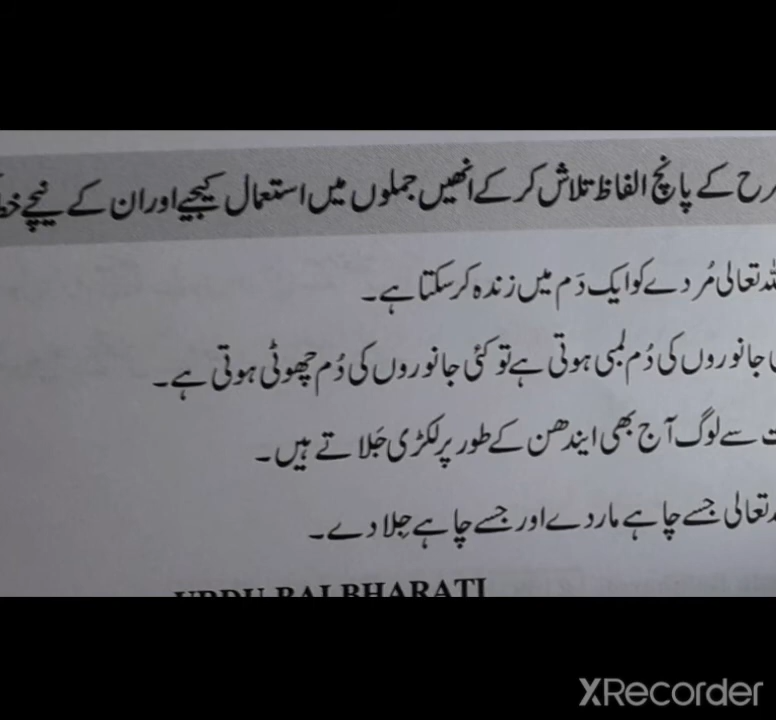 کے پانچ الفاظ تلاش کر کے انھیں جملوں میں استعمال کیجیے اور ان کے نیچے
تعالیٰ مُردے کو ایک دَم میں زندہ کر سکتا ہے۔
جانوروں کی دُم لمبی ہوتی ہے تو کئی جانوروں کی دُم چھوٹی ہوتی ہے۔
سے لوگ آج بھی ایندھن کے طور پر لکڑی جَلاتے ہیں۔
تعالیٰ جسے چاہے مار دے اور جسے چاہے جِلا دے۔
URDU BALBHARATI
XRecorder